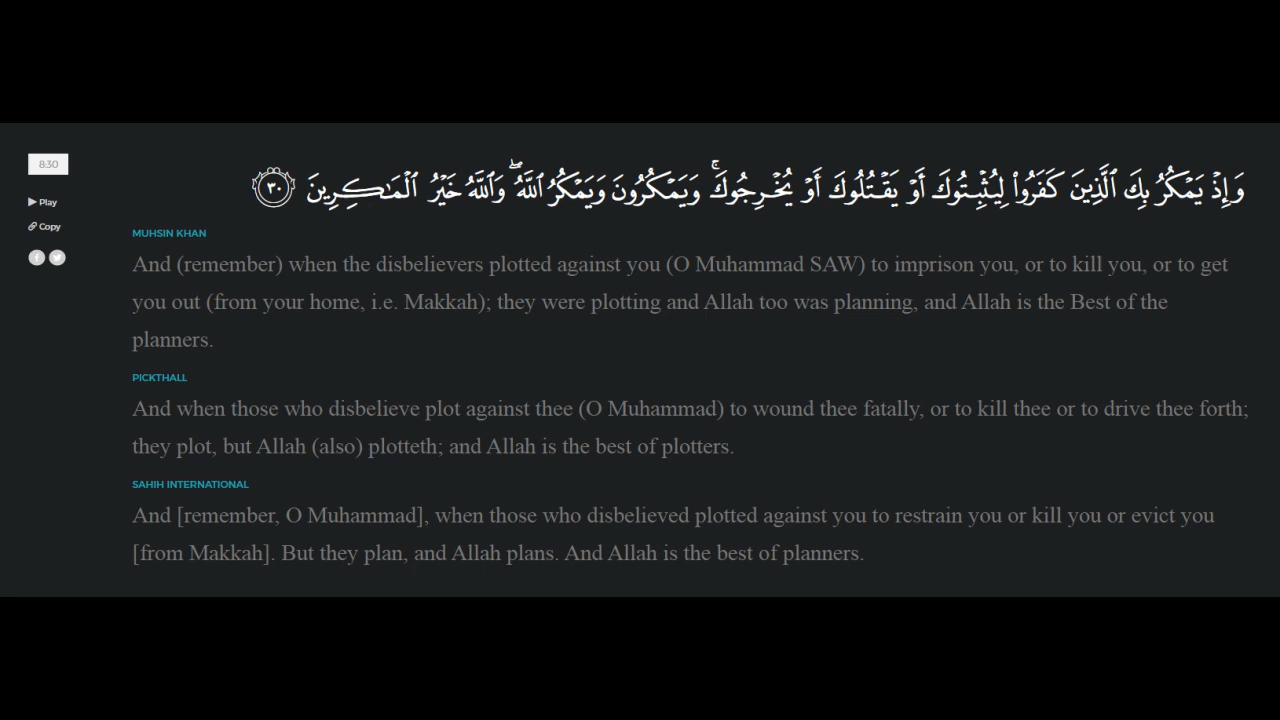 8:30
Play
Copy
وَإِذْ يَمْكُرُ بِكَ ٱلَّذِينَ كَفَرُوا۟ لِيُثْبِتُوكَ أَوْ يَقْتُلُوكَ أَوْ يُخْرِجُوكَ ۚ وَيَمْكُرُونَ وَيَمْكُرُ ٱللَّهُ ۖ وَٱللَّهُ خَيْرُ ٱلْمَـٰكِرِينَ ٣٠
MUHSIN KHAN
And (remember) when the disbelievers plotted against you (O Muhammad SAW) to imprison you, or to kill you, or to get
you out (from your home, i.e. Makkah); they were plotting and Allah too was planning, and Allah is the Best of the
planners.
PICKTHALL
And when those who disbelieve plot against thee (O Muhammad) to wound thee fatally, or to kill thee or to drive thee forth;
they plot, but Allah (also) plotteth; and Allah is the best of plotters.
SAHIH INTERNATIONAL
And [remember, O Muhammad], when those who disbelieved plotted against you to restrain you or kill you or evict you
[from Makkah]. But they plan, and Allah plans. And Allah is the best of planners.